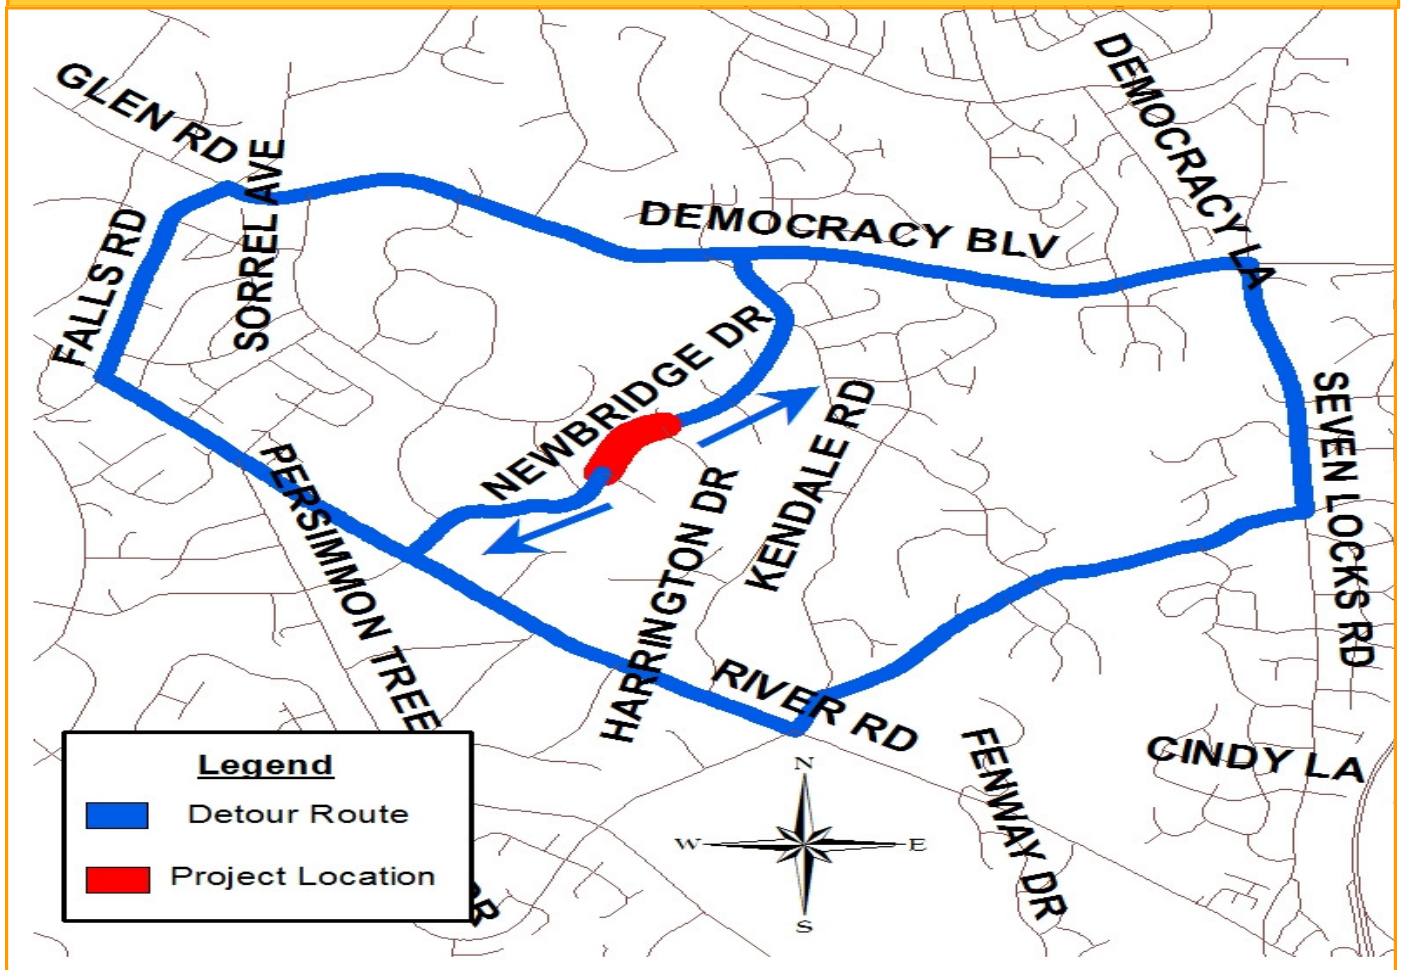 GLEN RD
SORREL AVE
FALLS RD
DEMOCRACY BLV
DEMOCRACY LA
NEWBRIDGE DR
KENDALE RD
HARRINGTON DR
SEVEN LOCKS RD
PERSIMMON TREE
RIVER RD
FENWAY DR
CINDY LA
Legend
Detour Route
Project Location
DR
N
W
E
S